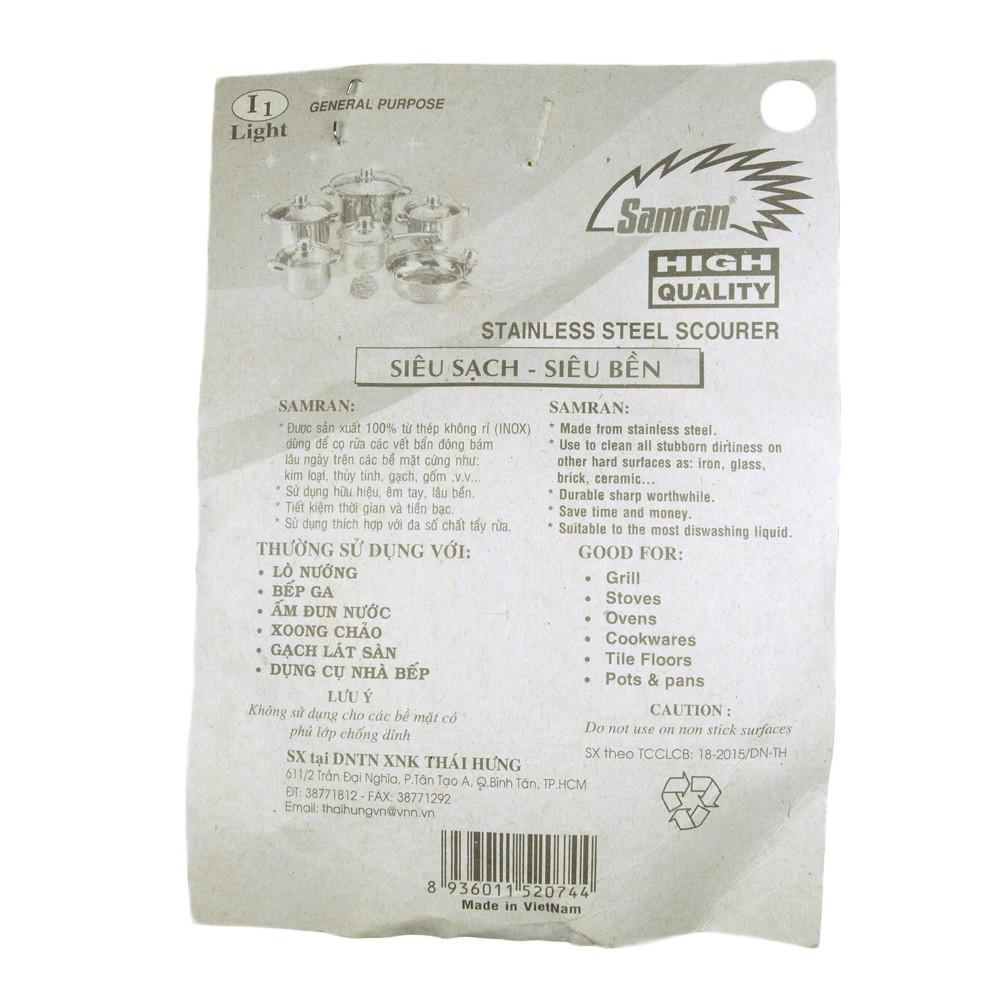 I1
Light
GENERAL PURPOSE
Samran®
HIGH
QUALITY
STAINLESS STEEL SCOURER
SIÊU SẠCH - SIÊU BỀN
SAMRAN:
* Được sản xuất 100% từ thép không rỉ (INOX)
dùng để cọ rửa các vết bẩn đóng bám
lâu ngày trên các bề mặt cứng như:
kim loại, thủy tinh, gạch, gốm .v.v...
* Sử dụng hữu hiệu, êm tay, lâu bền.
* Tiết kiệm thời gian và tiền bạc.
* Sử dụng thích hợp với đa số chất tẩy rửa.
THƯỜNG SỬ DỤNG VỚI:
• LÒ NƯỚNG
• BẾP GA
• ẤM ĐUN NƯỚC
• XOONG CHẢO
• GẠCH LÁT SÀN
• DỤNG CỤ NHÀ BẾP
LƯU Ý
Không sử dụng cho các bề mặt có
phủ lớp chống dính .
SX tại DNTN XNK THÁI HƯNG
611/2 Trần Đại Nghĩa, P.Tân Tạo A, Q.Bình Tân, TP.HCM
ĐT: 38771812 - FAX: 38771292
Email: thaihungvn@vnn.vn
SAMRAN:
* Made from stainless steel.
* Use to clean all stubborn dirtiness on
other hard surfaces as: iron, glass,
brick, ceramic...
* Durable sharp worthwhile.
* Save time and money.
* Suitable to the most diswashing liquid.
GOOD FOR:
• Grill
• Stoves
• Ovens
• Cookwares
• Tile Floors
• Pots & pans
CAUTION :
Do not use on non stick surfaces
SX theo TCCLCB: 18-2015/DN-TH
8 936011 520744
Made in VietNam